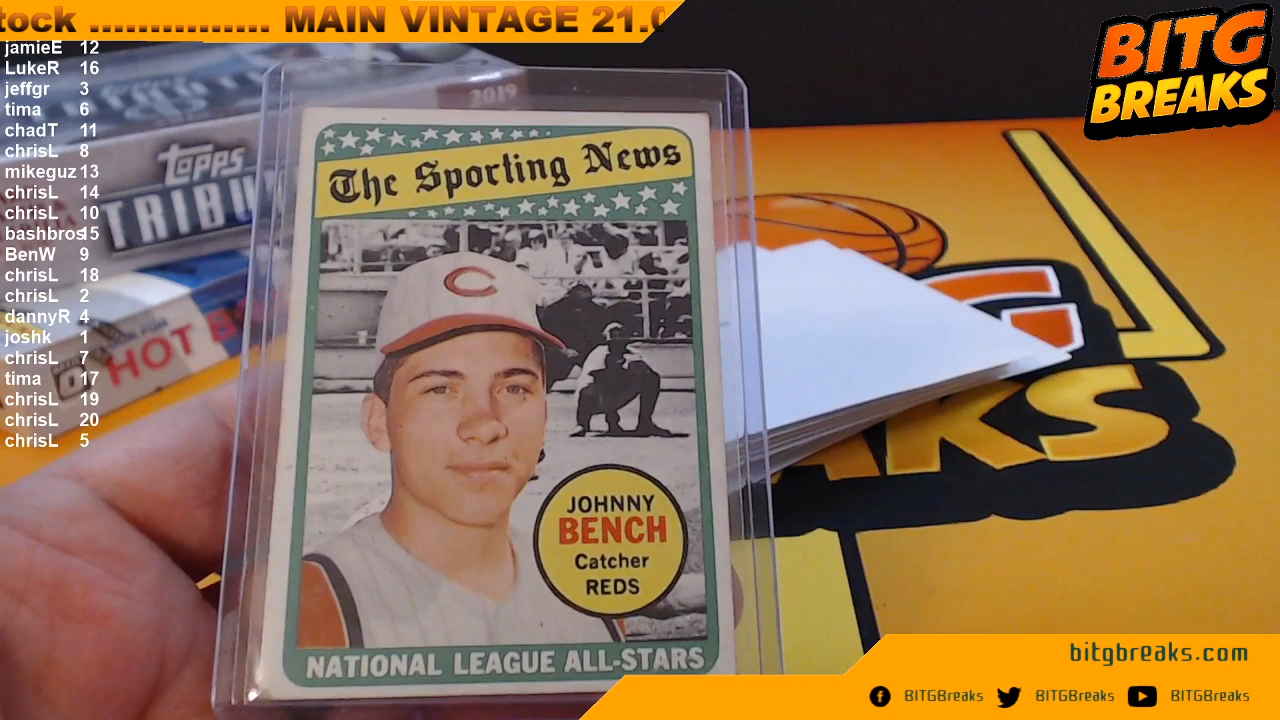 tock ............... MAIN VINTAGE 21.0
BITG
BREAKS
jamieE 12
LukeR 16
jeffgr 3
tima 6
chadT 11
chrisL 8
mikeguz 13
chrisL 14
chrisL 10
bashbros 15
BenW 9
chrisL 18
chrisL 2
dannyR 4
joshk 1
chrisL 7
tima 17
chrisL 19
chrisL 20
chrisL 5
2019
Topps
TRIBU
HOT
The Sporting News
C
JOHNNY
BENCH
Catcher
REDS
NATIONAL LEAGUE ALL-STARS
AKS
bitgbreaks.com
BITGBreaks BITGBreaks BITGBreaks